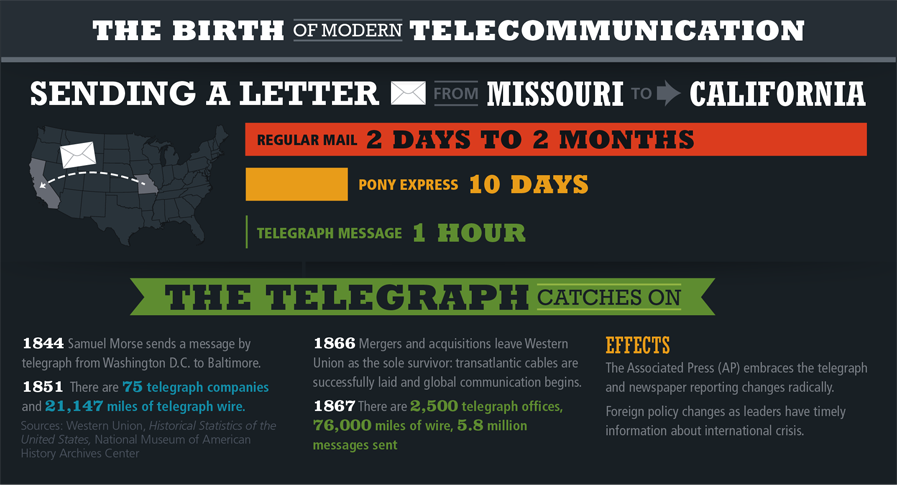 THE BIRTH OF MODERN TELECOMMUNICATION
SENDING A LETTER FROM MISSOURI TO CALIFORNIA
REGULAR MAIL 2 DAYS TO 2 MONTHS
PONY EXPRESS 10 DAYS
TELEGRAPH MESSAGE 1 HOUR
THE TELEGRAPH CATCHES ON
1844 Samuel Morse sends a message by
telegraph from Washington D.C. to Baltimore.
1851 There are 75 telegraph companies
and 21,147 miles of telegraph wire.
Sources: Western Union, Historical Statistics of the
United States, National Museum of American
History Archives Center
1866 Mergers and acquisitions leave Western
Union as the sole survivor: transatlantic cables are
successfully laid and global communication begins.
1867 There are 2,500 telegraph offices,
76,000 miles of wire, 5.8 million
messages sent
EFFECTS
The Associated Press (AP) embraces the telegraph
and newspaper reporting changes radically.
Foreign policy changes as leaders have timely
information about international crisis.